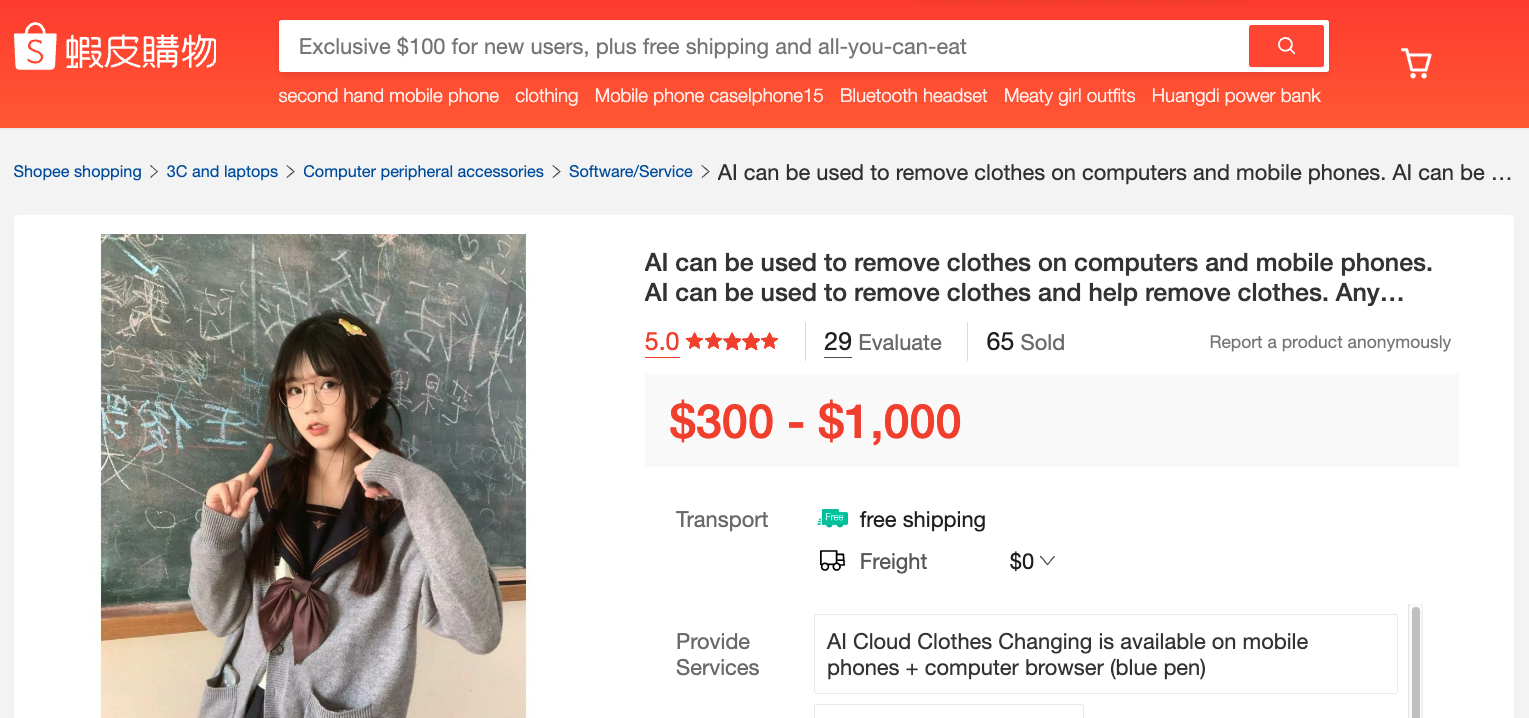 蝦皮購物
Exclusive $100 for new users, plus free shipping and all-you-can-eat
second hand mobile phone clothing Mobile phone caseIphone15 Bluetooth headset Meaty girl outfits Huangdi power bank
Shopee shopping > 3C and laptops > Computer peripheral accessories > Software/Service > AI can be used to remove clothes on computers and mobile phones. AI can be …
AI can be used to remove clothes on computers and mobile phones.
AI can be used to remove clothes and help remove clothes. Any…
5.0 29 Evaluate 65 Sold Report a product anonymously
$300 - $1,000
Transport Free free shipping
Freight $0
Provide Services
AI Cloud Clothes Changing is available on mobile
phones + computer browser (blue pen)